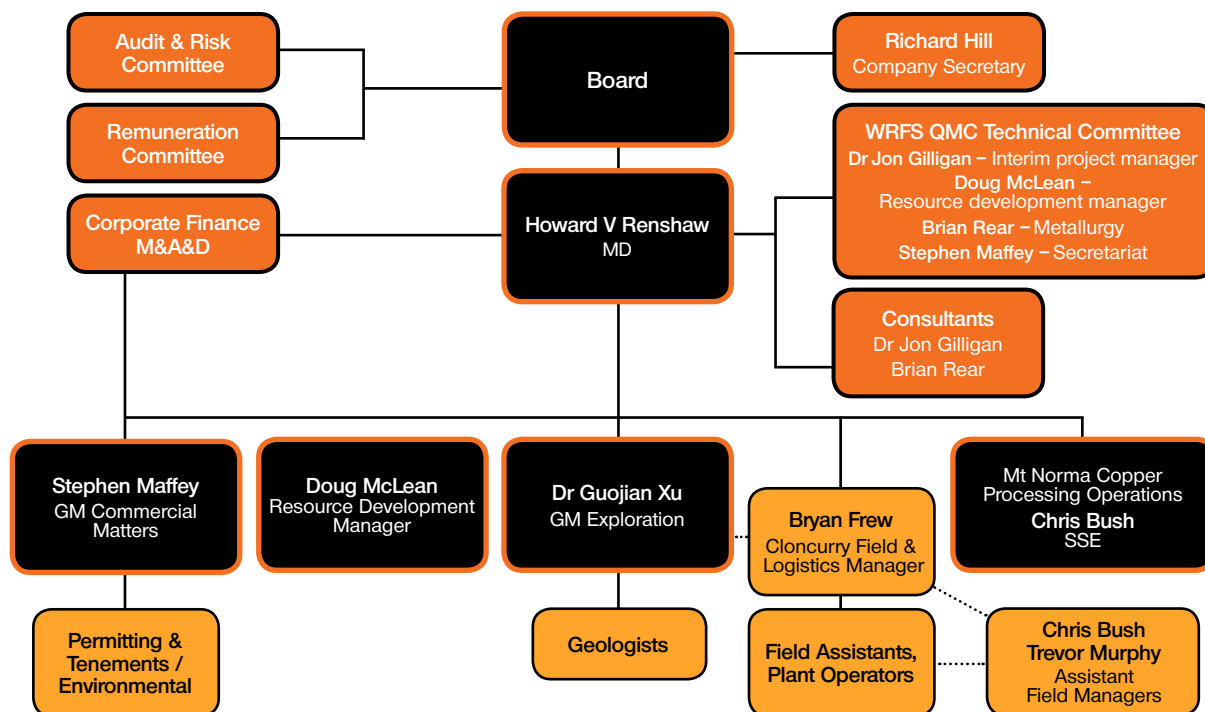 Audit & Risk
Committee
Board
Richard Hill
Company Secretary
Remuneration
Committee
WRFS QMC Technical Committee
Dr Jon Gilligan – Interim project manager
Doug McLean –
Resource development manager
Brian Rear – Metallurgy
Stephen Maffey – Secretariat
Corporate Finance
M&A&D
Howard V Renshaw
MD
Consultants
Dr Jon Gilligan
Brian Rear
Stephen Maffey
GM Commercial
Matters
Doug McLean
Resource Development
Manager
Dr Guojian Xu
GM Exploration
Bryan Frew
Cloncurry Field &
Logistics Manager
Mt Norma Copper
Processing Operations
Chris Bush
SSE
Permitting &
Tenements /
Environmental
Geologists
Field Assistants,
Plant Operators
Chris Bush
Trevor Murphy
Assistant
Field Managers